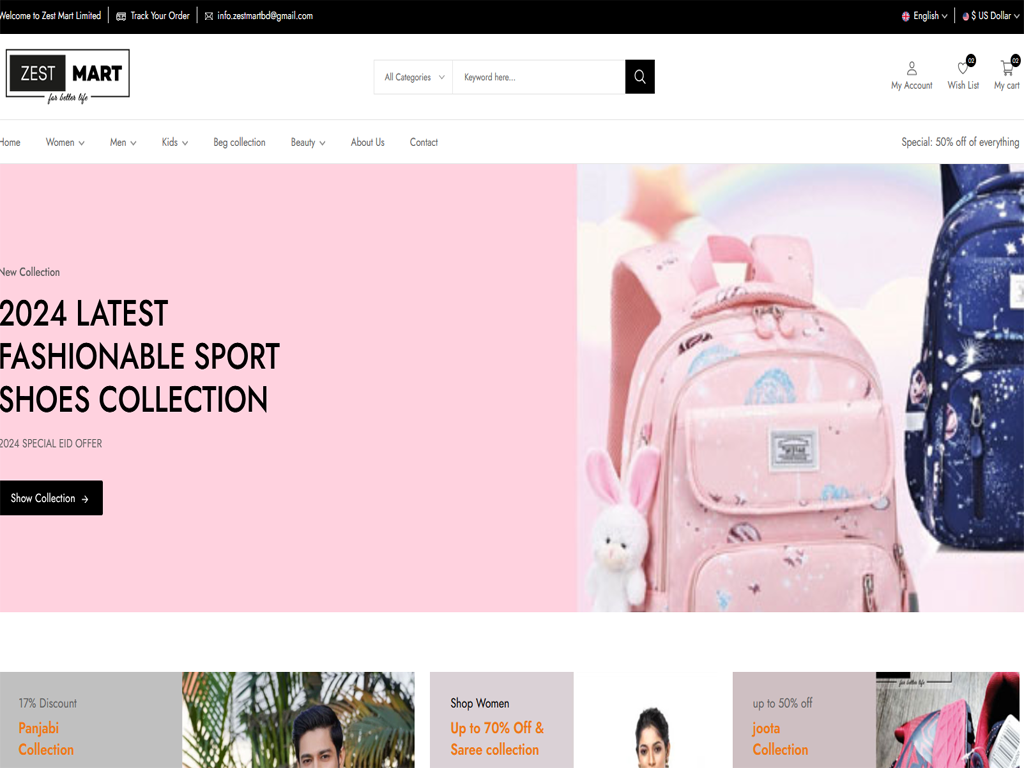 Welcome to Zest Mart Limited
Track Your Order
info.zestmartbd@gmail.com
English
$ US Dollar
ZEST MART
for better life
All Categories
Keyword here...
My Account
02
Wish List
02
My cart
Home
Women
Men
Kids
Beg collection
Beauty
About Us
Contact
Special: 50% off of everything
New Collection
2024 LATEST
FASHIONABLE SPORT
SHOES COLLECTION
2024 SPECIAL EID OFFER
Show Collection →
17% Discount
Panjabi
Collection
Shop Women
Up to 70% Off &
Saree collection
up to 50% off
joota
Collection
for better life